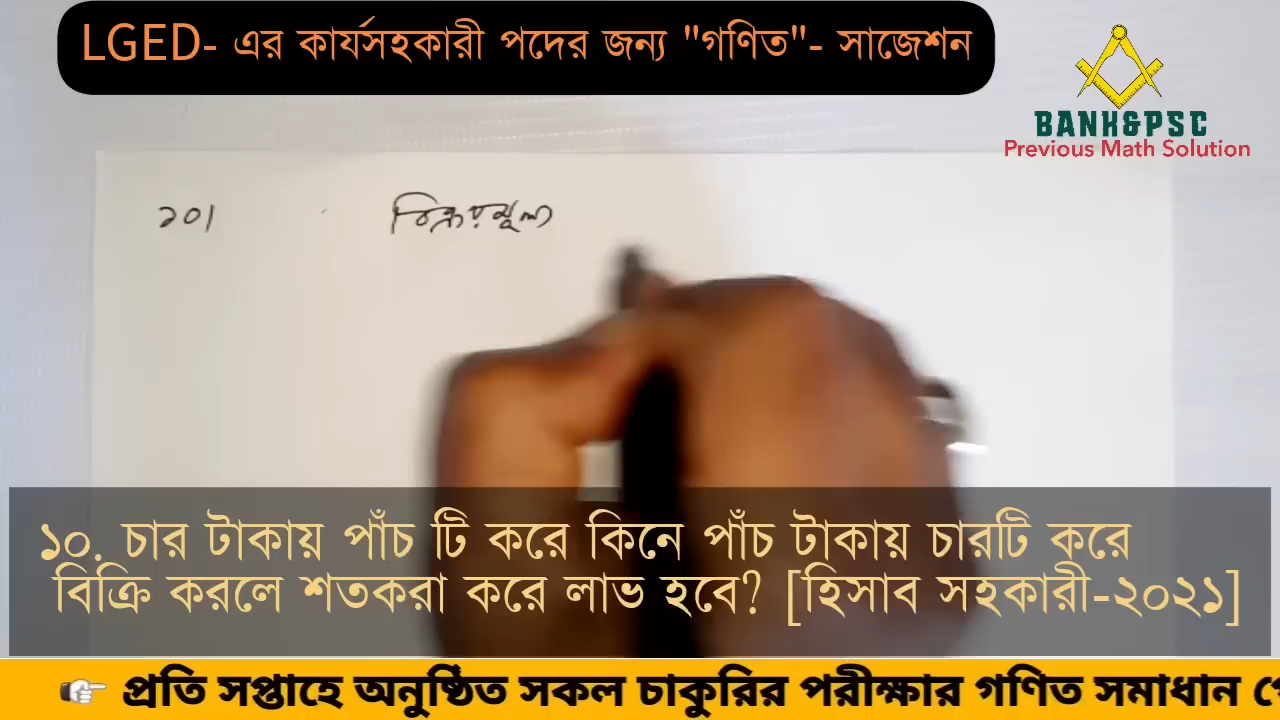 LGED- এর কার্যসহকারী পদের জন্য "গণিত"- সাজেশন
BANK&PSC
Previous Math Solution
১০। বিক্রয়মূল্য
১০. চার টাকায় পাঁচ টি করে কিনে পাঁচ টাকায় চারটি করে
বিক্রি করলে শতকরা করে লাভ হবে? [হিসাব সহকারী-২০২১]
প্রতি সপ্তাহে অনুষ্ঠিত সকল চাকুরির পরীক্ষার গণিত সমাধান পে